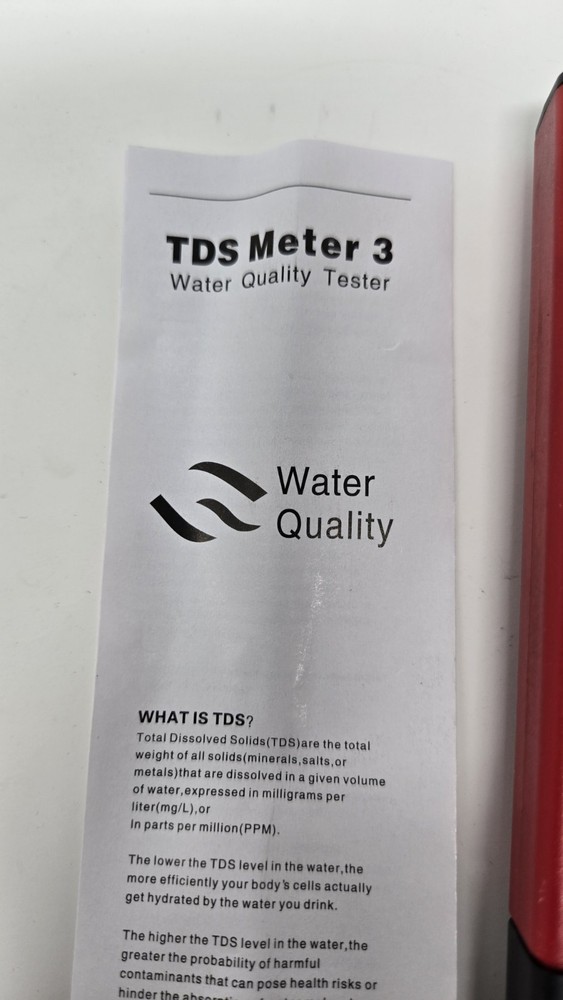 TDS Meter 3
Water Quality Tester
Water
Quality
WHAT IS TDS?
Total Dissolved Solids(TDS)are the total
weight of all solids(minerals,salts,or
metals)that are dissolved in a given volume
of water,expressed in milligrams per
liter(mg/L),or
In parts per million(PPM).
The lower the TDS level in the water,the
more efficiently your body's cells actually
get hydrated by the water you drink.
The higher the TDS level in the water,the
greater the probability of harmful
contaminants that can pose health risks or
hinder the